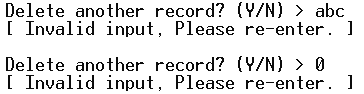 Delete another record? (Y/N) > abc
[ Invalid input, Please re-enter. ]
Delete another record? (Y/N) > 0
[ Invalid input, Please re-enter. ]